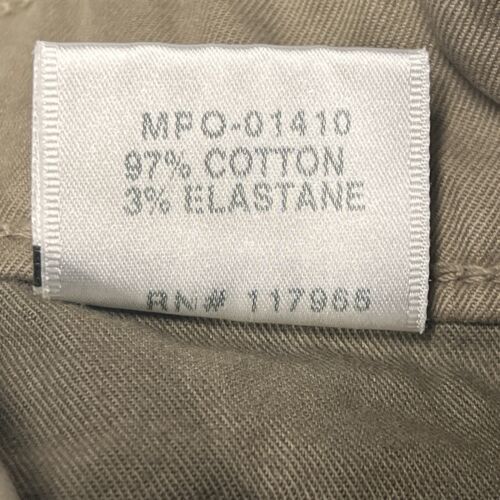 MPO-01410
97% COTTON
3% ELASTANE
RN# 117966